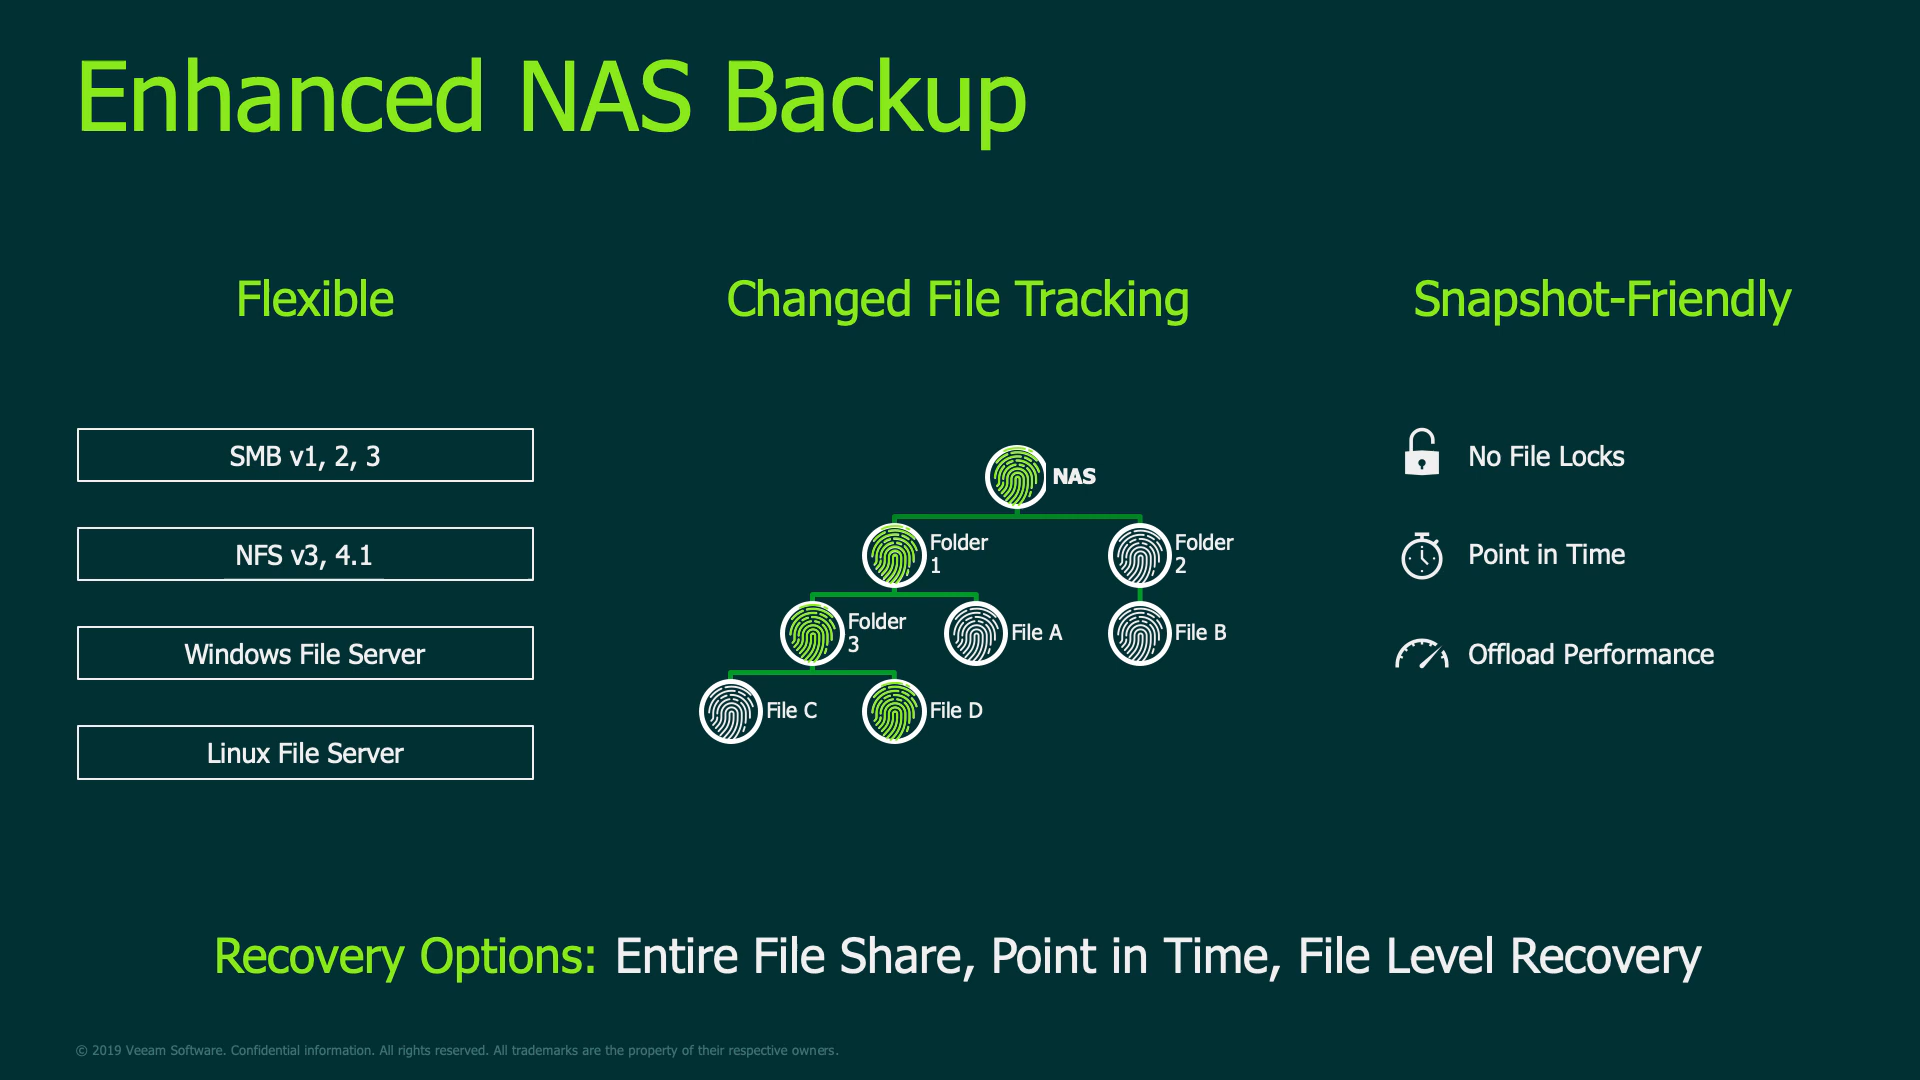 Enhanced NAS Backup
Flexible
SMB v1, 2, 3
NFS v3, 4.1
Windows File Server
Linux File Server
Changed File Tracking
NAS
Folder
1
Folder
2
Folder
3
File A
File B
File C
File D
Snapshot-Friendly
No File Locks
Point in Time
Offload Performance
Recovery Options: Entire File Share, Point in Time, File Level Recovery
© 2019 Veeam Software. Confidential information. All rights reserved. All trademarks are the property of their respective owners.